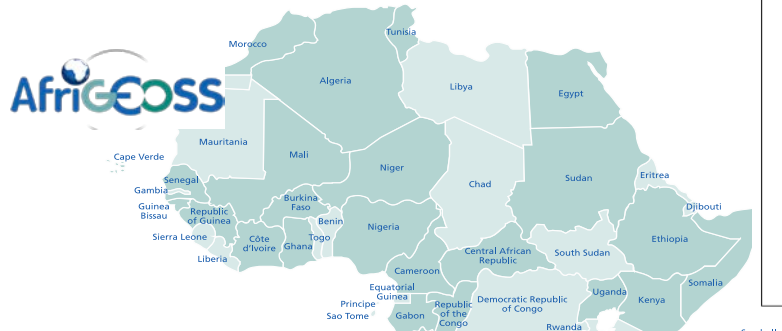 Tunisia
Morocco
Algeria
Libya
Egypt
AfriGEOSS
Mauritania
Mali
Niger
Chad
Sudan
Eritrea
Cape Verde
Senegal
Gambia
Guinea
Bissau
Republic
of Guinea
Burkina
Faso
Benin
Togo
Nigeria
Djibouti
Sierra Leone
Côte
d'Ivoire
Ghana
Liberia
Ethiopia
Central African
Republic
South Sudan
Cameroon
Somalia
Equatorial
Guinea
Principe
Sao Tome
Gabon
Republic
of the
Congo
Democratic Republic
of Congo
Uganda
Kenya
Rwanda